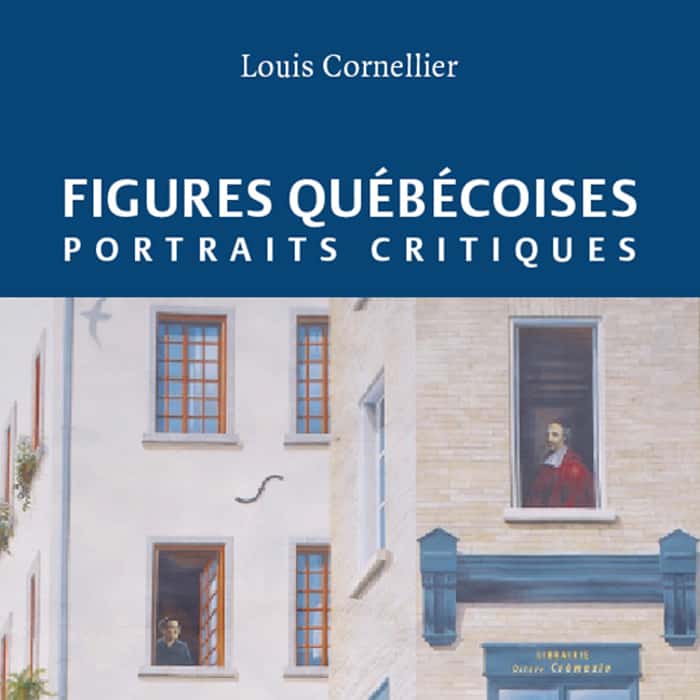 Louis Cornellier
FIGURES QUÉBÉCOISES
PORTRAITS CRITIQUES
LIBRAIRIE
Octave Crémazie